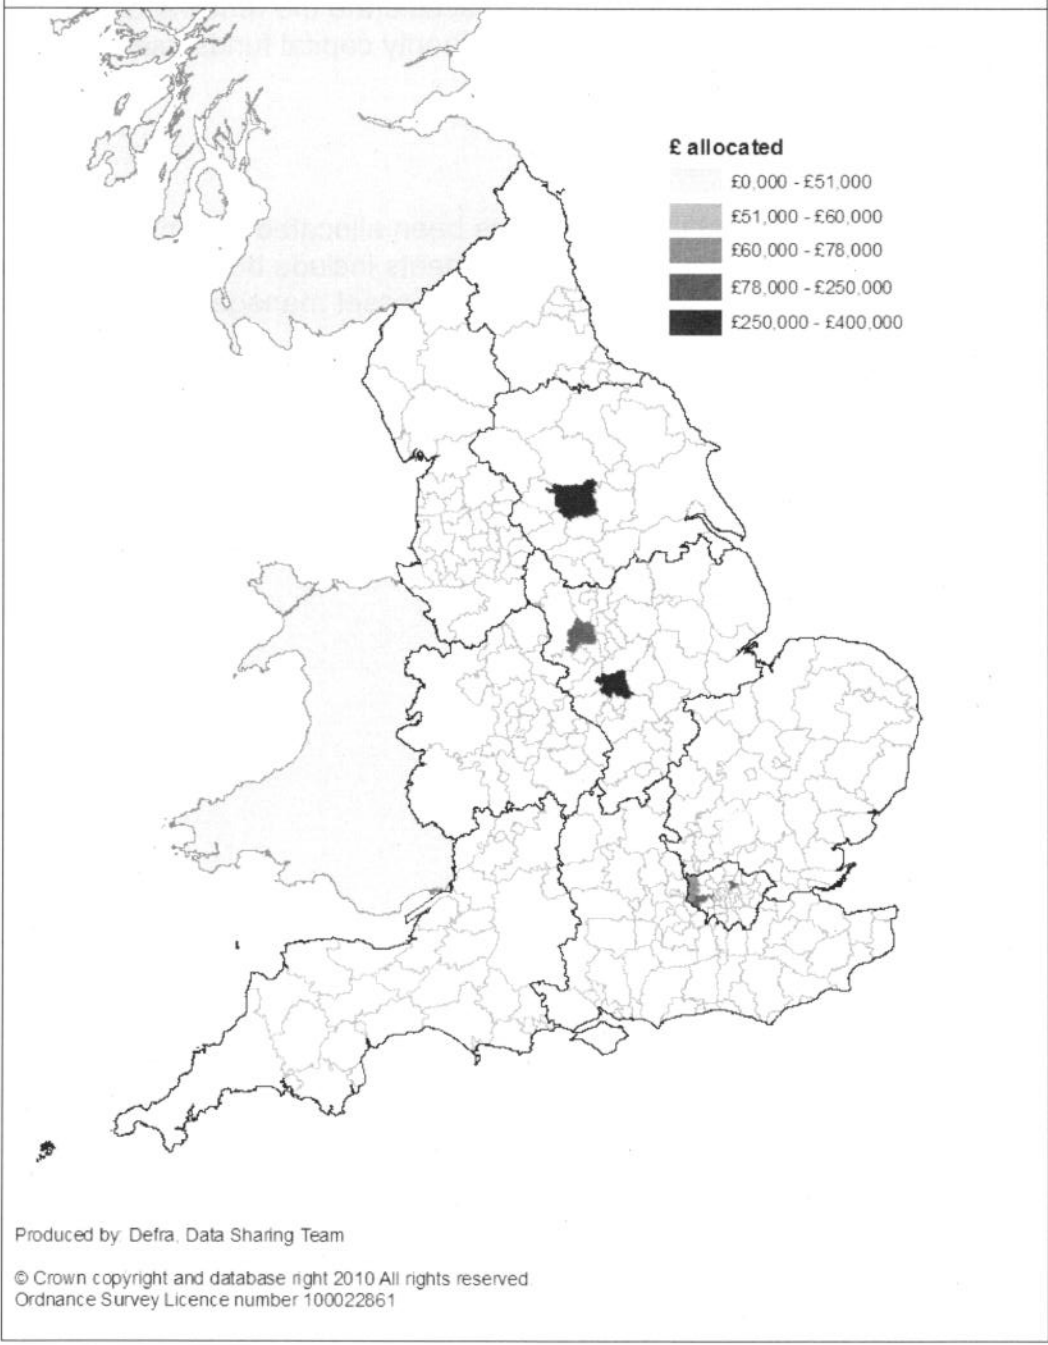 £ allocated
£0,000 - £51,000
£51,000 - £60,000
£60,000 - £78,000
£78,000 - £250,000
£250,000 - £400,000
Produced by: Defra, Data Sharing Team
© Crown copyright and database right 2010 All rights reserved
Ordnance Survey Licence number 100022861